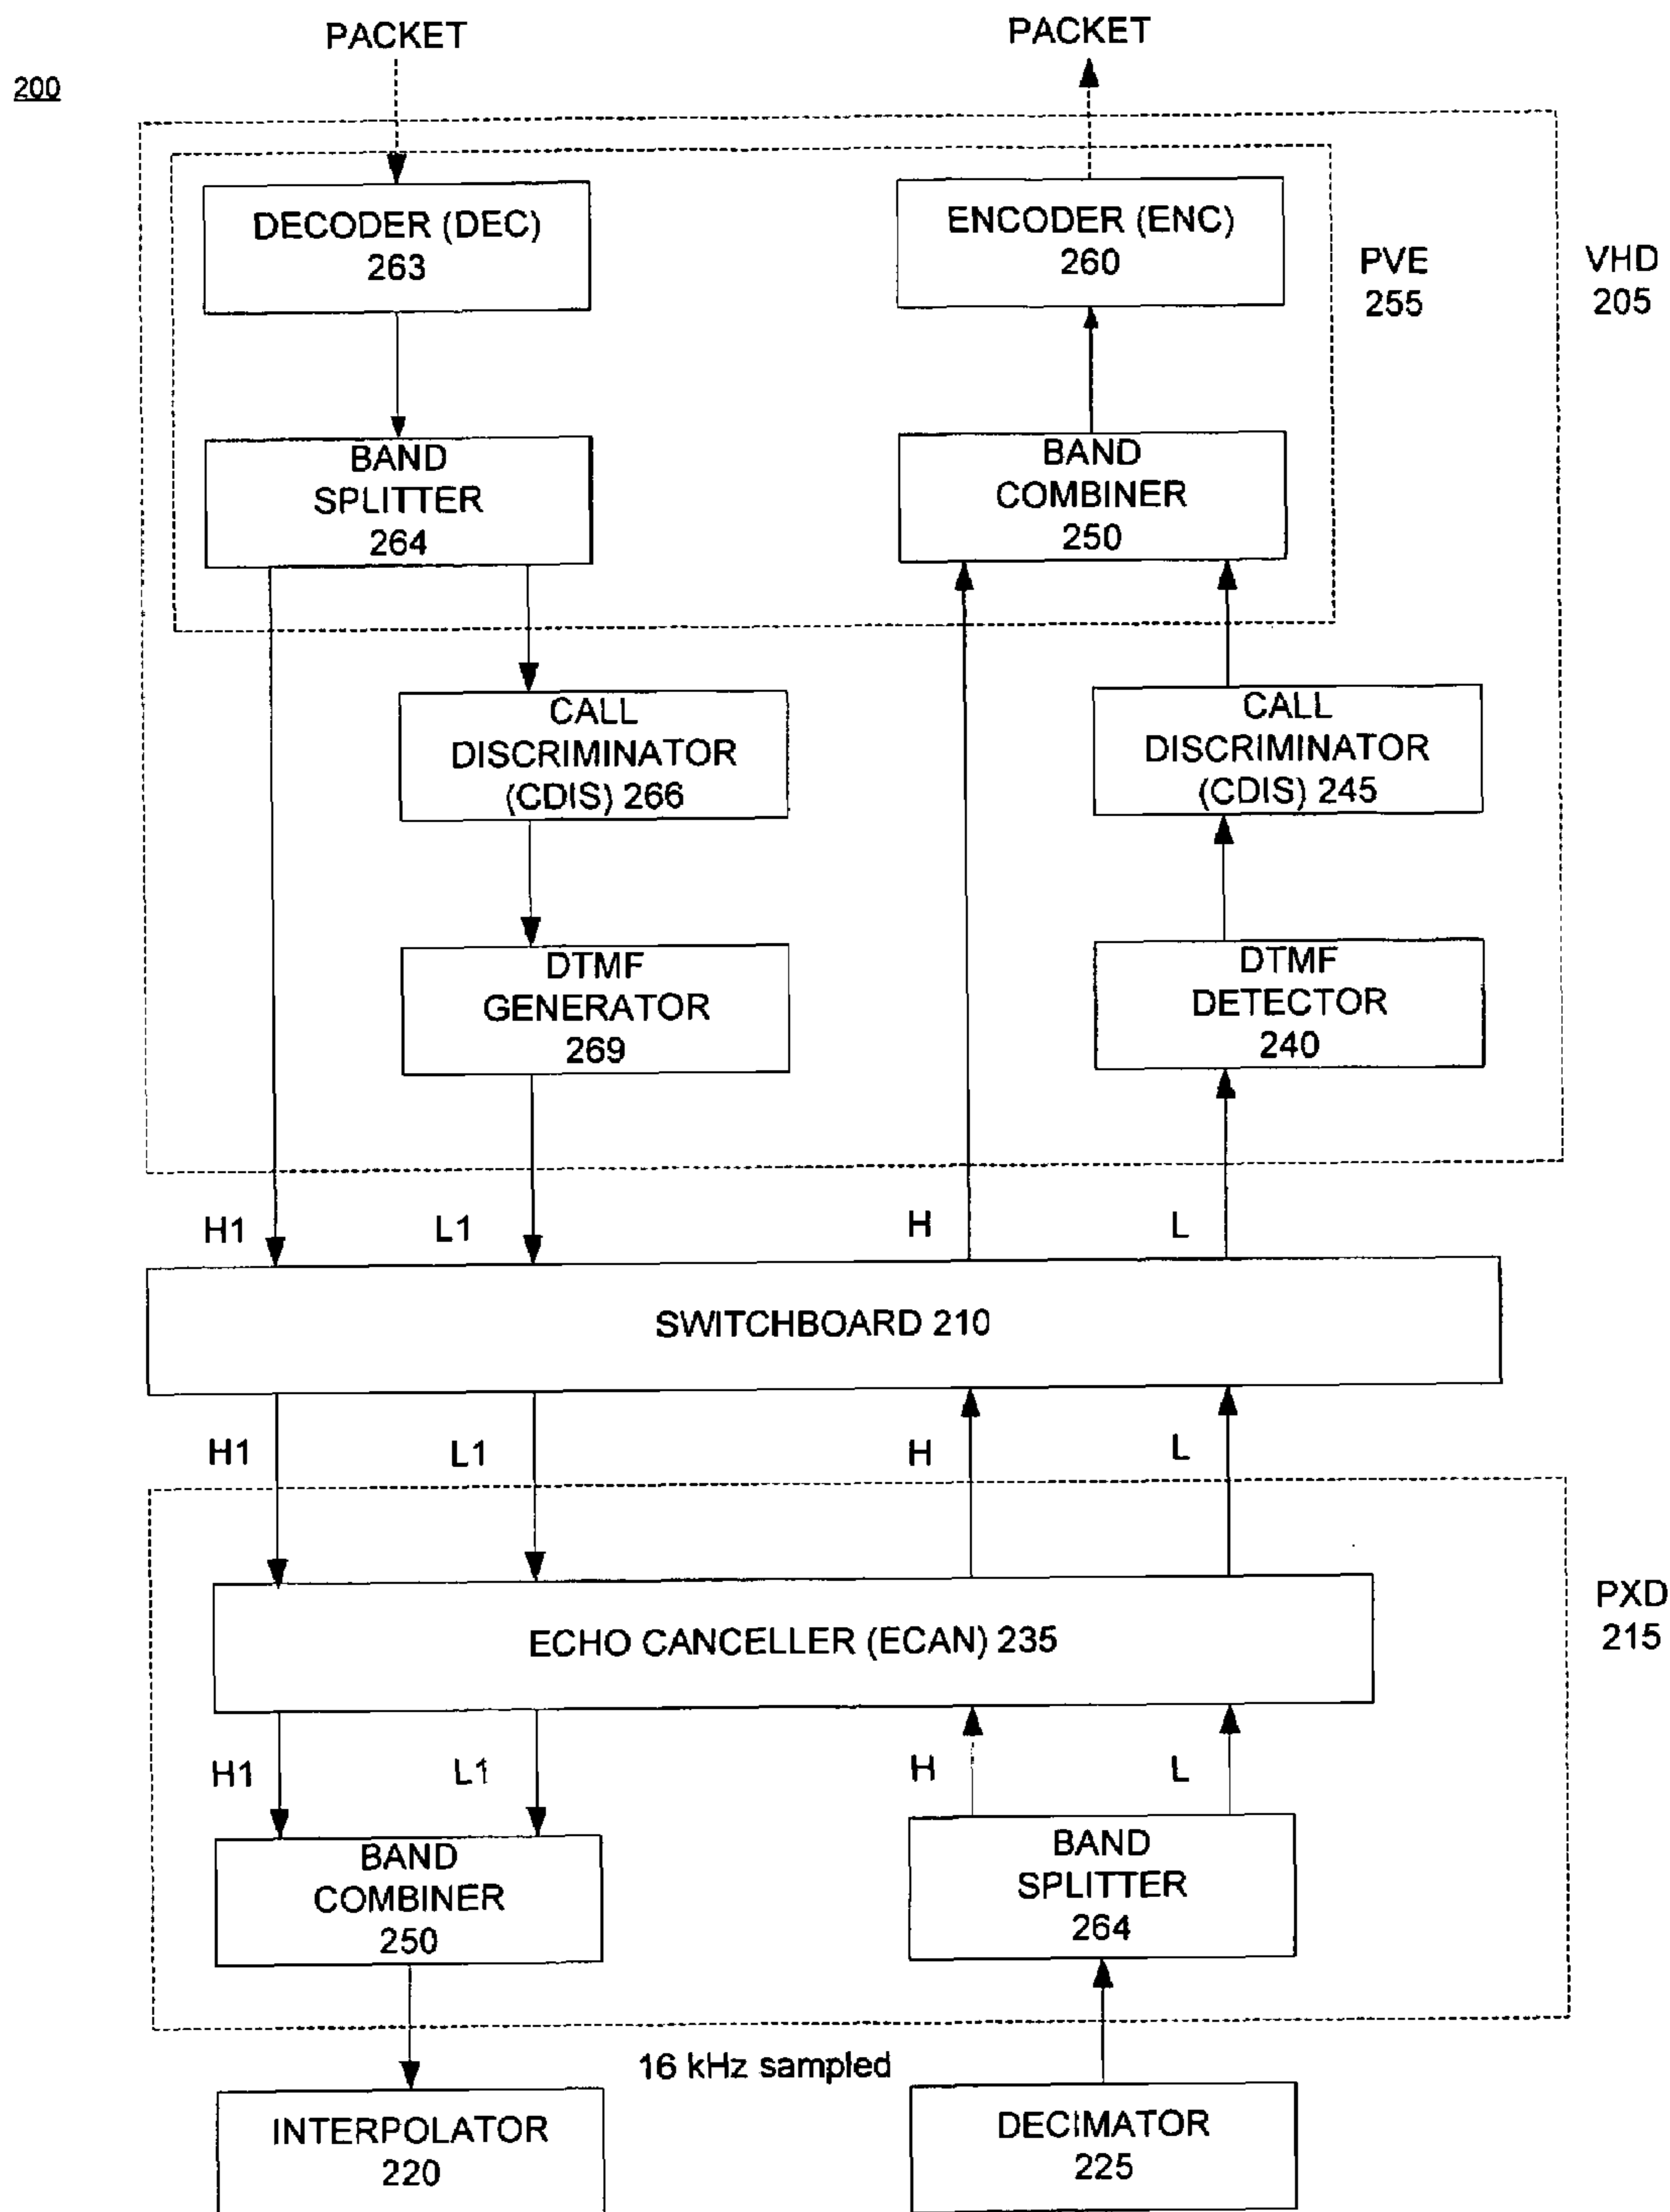 PACKET
PACKET
200
DECODER (DEC)
263
ENCODER (ENC)
260
PVE
255
VHD
205
BAND
SPLITTER
264
BAND
COMBINER
250
CALL
DISCRIMINATOR
(CDIS) 266
CALL
DISCRIMINATOR
(CDIS) 245
DTMF
GENERATOR
269
DTMF
DETECTOR
240
H1
L1
H
L
SWITCHBOARD 210
H1
L1
H
L
ECHO CANCELLER (ECAN) 235
PXD
215
H1
L1
H
L
BAND
COMBINER
250
BAND
SPLITTER
264
16 kHz sampled
INTERPOLATOR
220
DECIMATOR
225